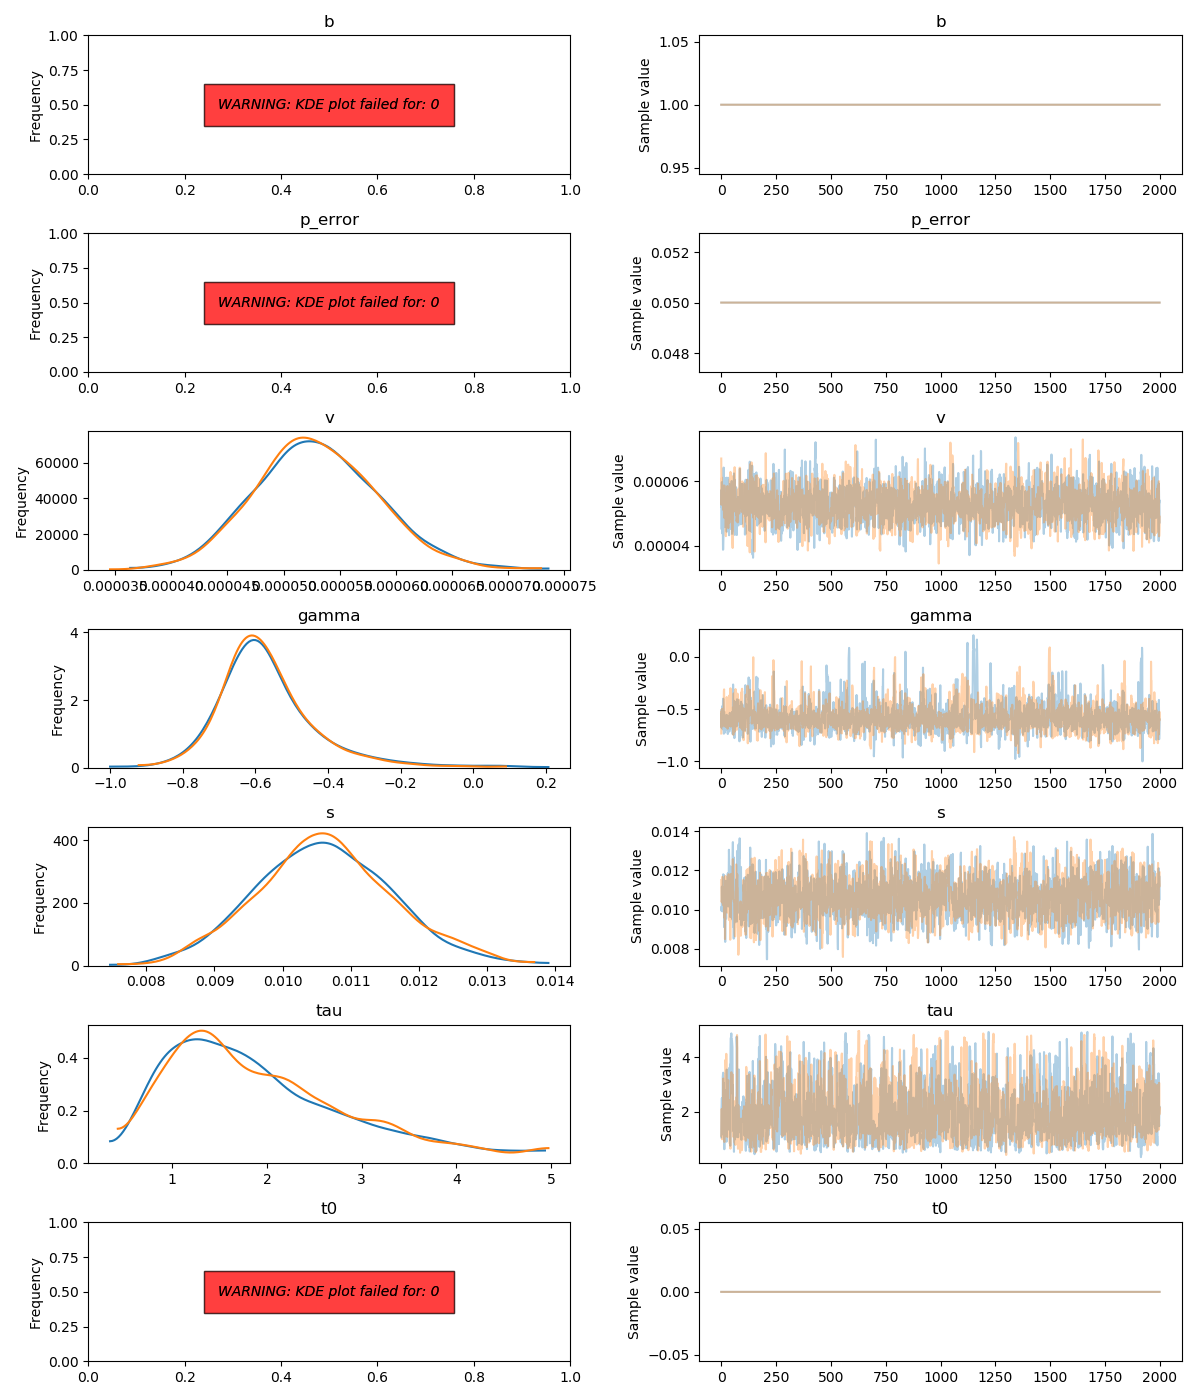 b
1.00
0.75
0.50
0.25
0.00
Frequency
WARNING: KDE plot failed for: 0
0.0 0.2 0.4 0.6 0.8 1.0
b
1.05
1.00
0.95
Sample value
0 250 500 750 1000 1250 1500 1750 2000
p_error
1.00
0.75
0.50
0.25
0.00
Frequency
WARNING: KDE plot failed for: 0
0.0 0.2 0.4 0.6 0.8 1.0
p_error
0.052
0.050
0.048
Sample value
0 250 500 750 1000 1250 1500 1750 2000
v
60000
40000
20000
0
Frequency
0.000035 0.000040 0.000045 0.000050 0.000055 0.000060 0.000065 0.000070 0.000075
v
0.00006
0.00004
Sample value
0 250 500 750 1000 1250 1500 1750 2000
gamma
4
2
0
Frequency
−1.0 −0.8 −0.6 −0.4 −0.2 0.0 0.2
gamma
0.0
−0.5
−1.0
Sample value
0 250 500 750 1000 1250 1500 1750 2000
s
400
200
0
Frequency
0.008 0.009 0.010 0.011 0.012 0.013 0.014
s
0.014
0.012
0.010
0.008
Sample value
0 250 500 750 1000 1250 1500 1750 2000
tau
0.4
0.2
0.0
Frequency
1 2 3 4 5
tau
4
2
Sample value
0 250 500 750 1000 1250 1500 1750 2000
t0
1.00
0.75
0.50
0.25
0.00
Frequency
WARNING: KDE plot failed for: 0
0.0 0.2 0.4 0.6 0.8 1.0
t0
0.05
0.00
−0.05
Sample value
0 250 500 750 1000 1250 1500 1750 2000